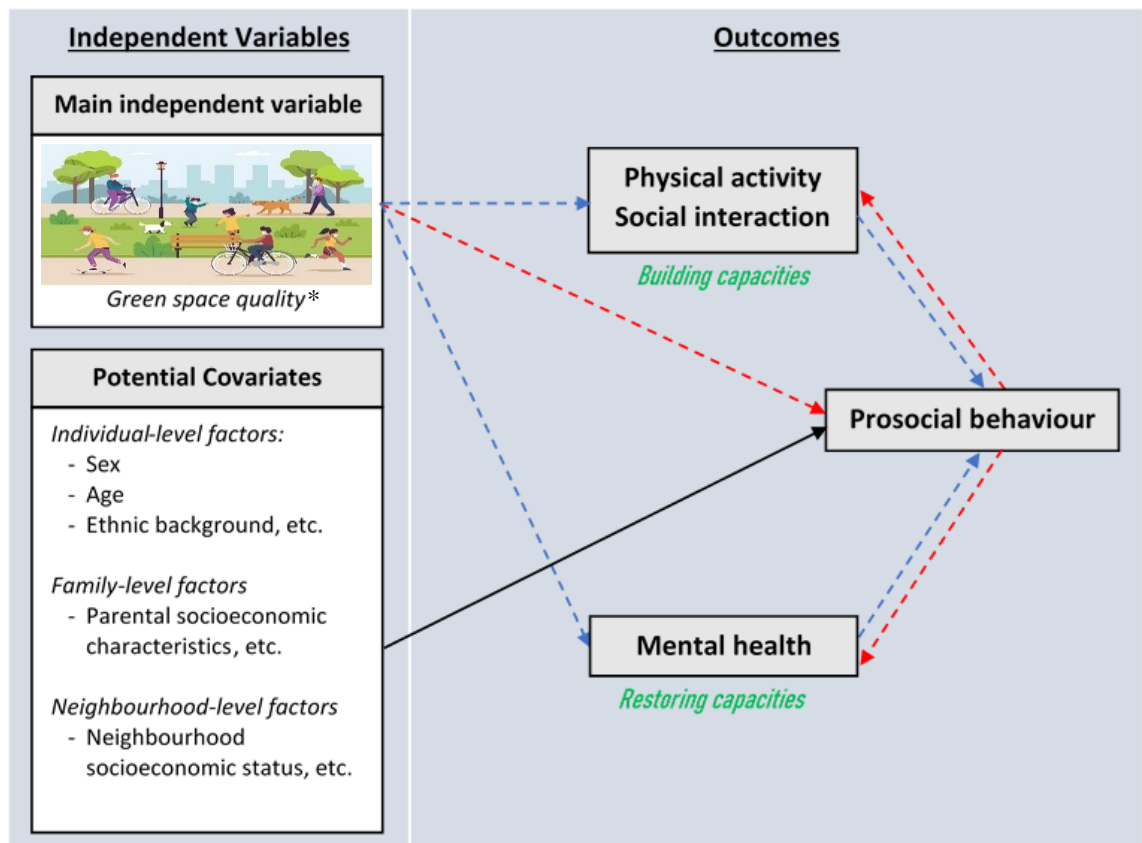 Independent Variables
Main independent variable
Green space quality*
Potential Covariates
Individual-level factors:
- Sex
- Age
- Ethnic background, etc.
Family-level factors
- Parental socioeconomic
characteristics, etc.
Neighbourhood-level factors
- Neighbourhood
socioeconomic status, etc.
Outcomes
Physical activity
Social interaction
Building capacities
Prosocial behaviour
Mental health
Restoring capacities